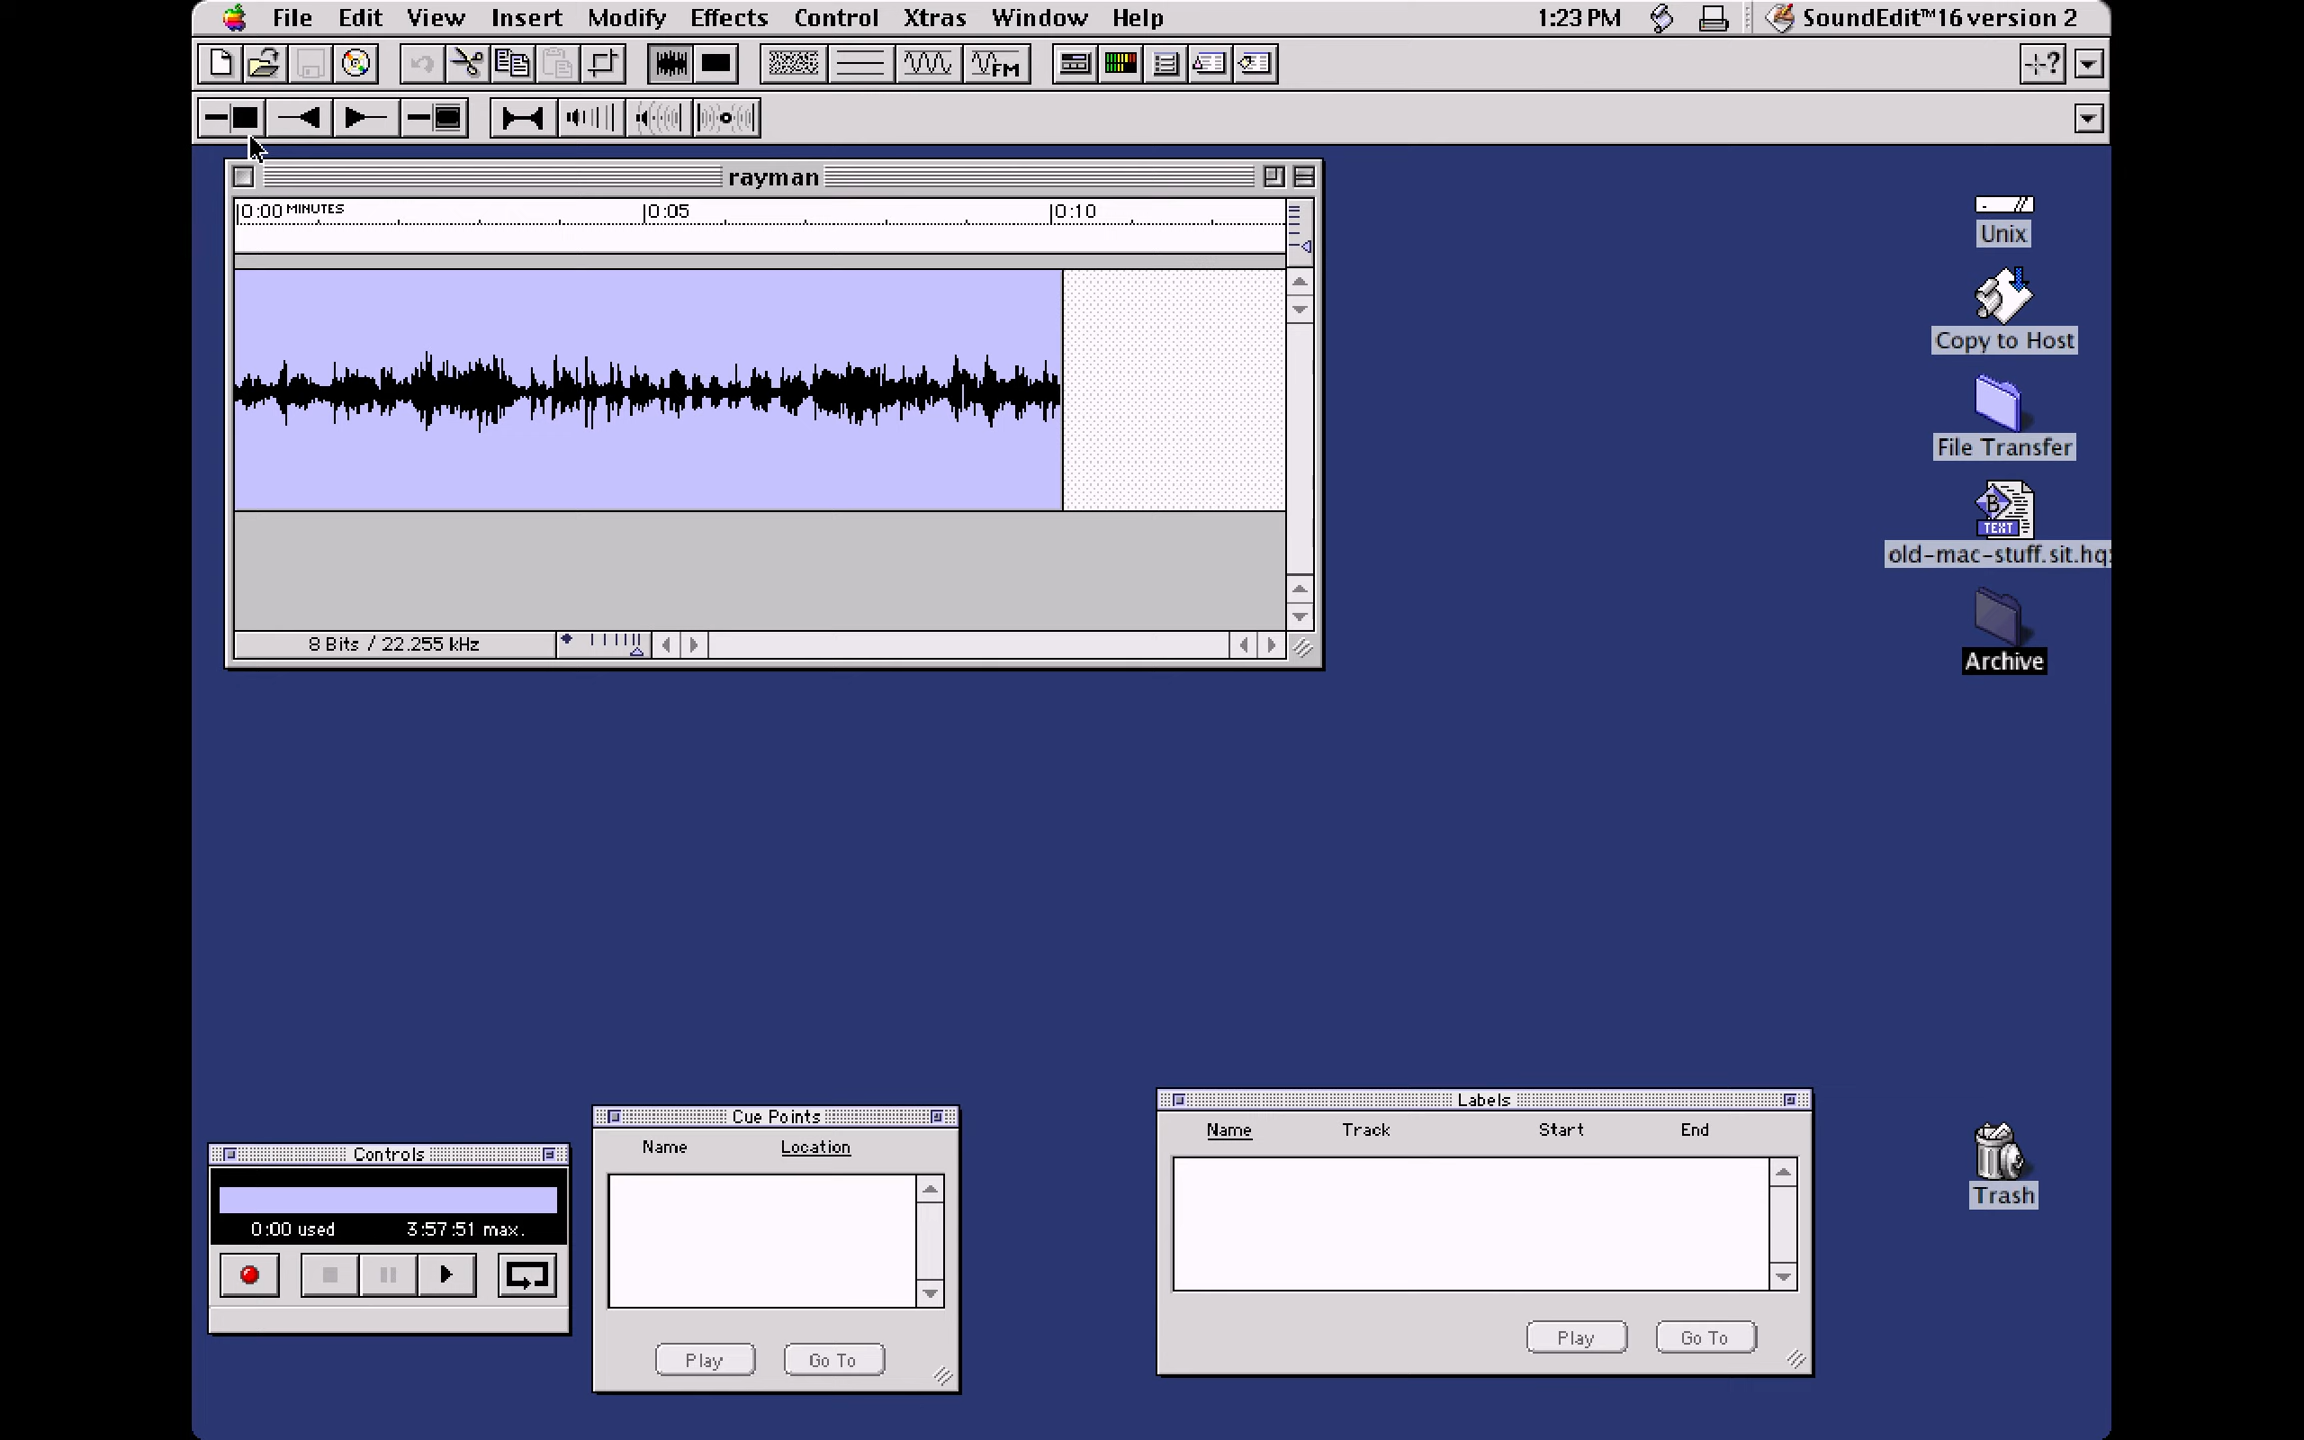 File Edit View Insert Modify Effects Control Xtras Window Help 1:23 PM SoundEdit™16 version 2
FM ?
rayman
0:00 MINUTES 0:05 0:10
8 Bits / 22.255 kHz
Unix
Copy to Host
File Transfer
B
TEXT
old-mac-stuff.sit.hqx
Archive
Controls
0:00 used 3:57:51 max.
Cue Points
Name Location
Play Go To
Labels
Name Track Start End
Play Go To
Trash